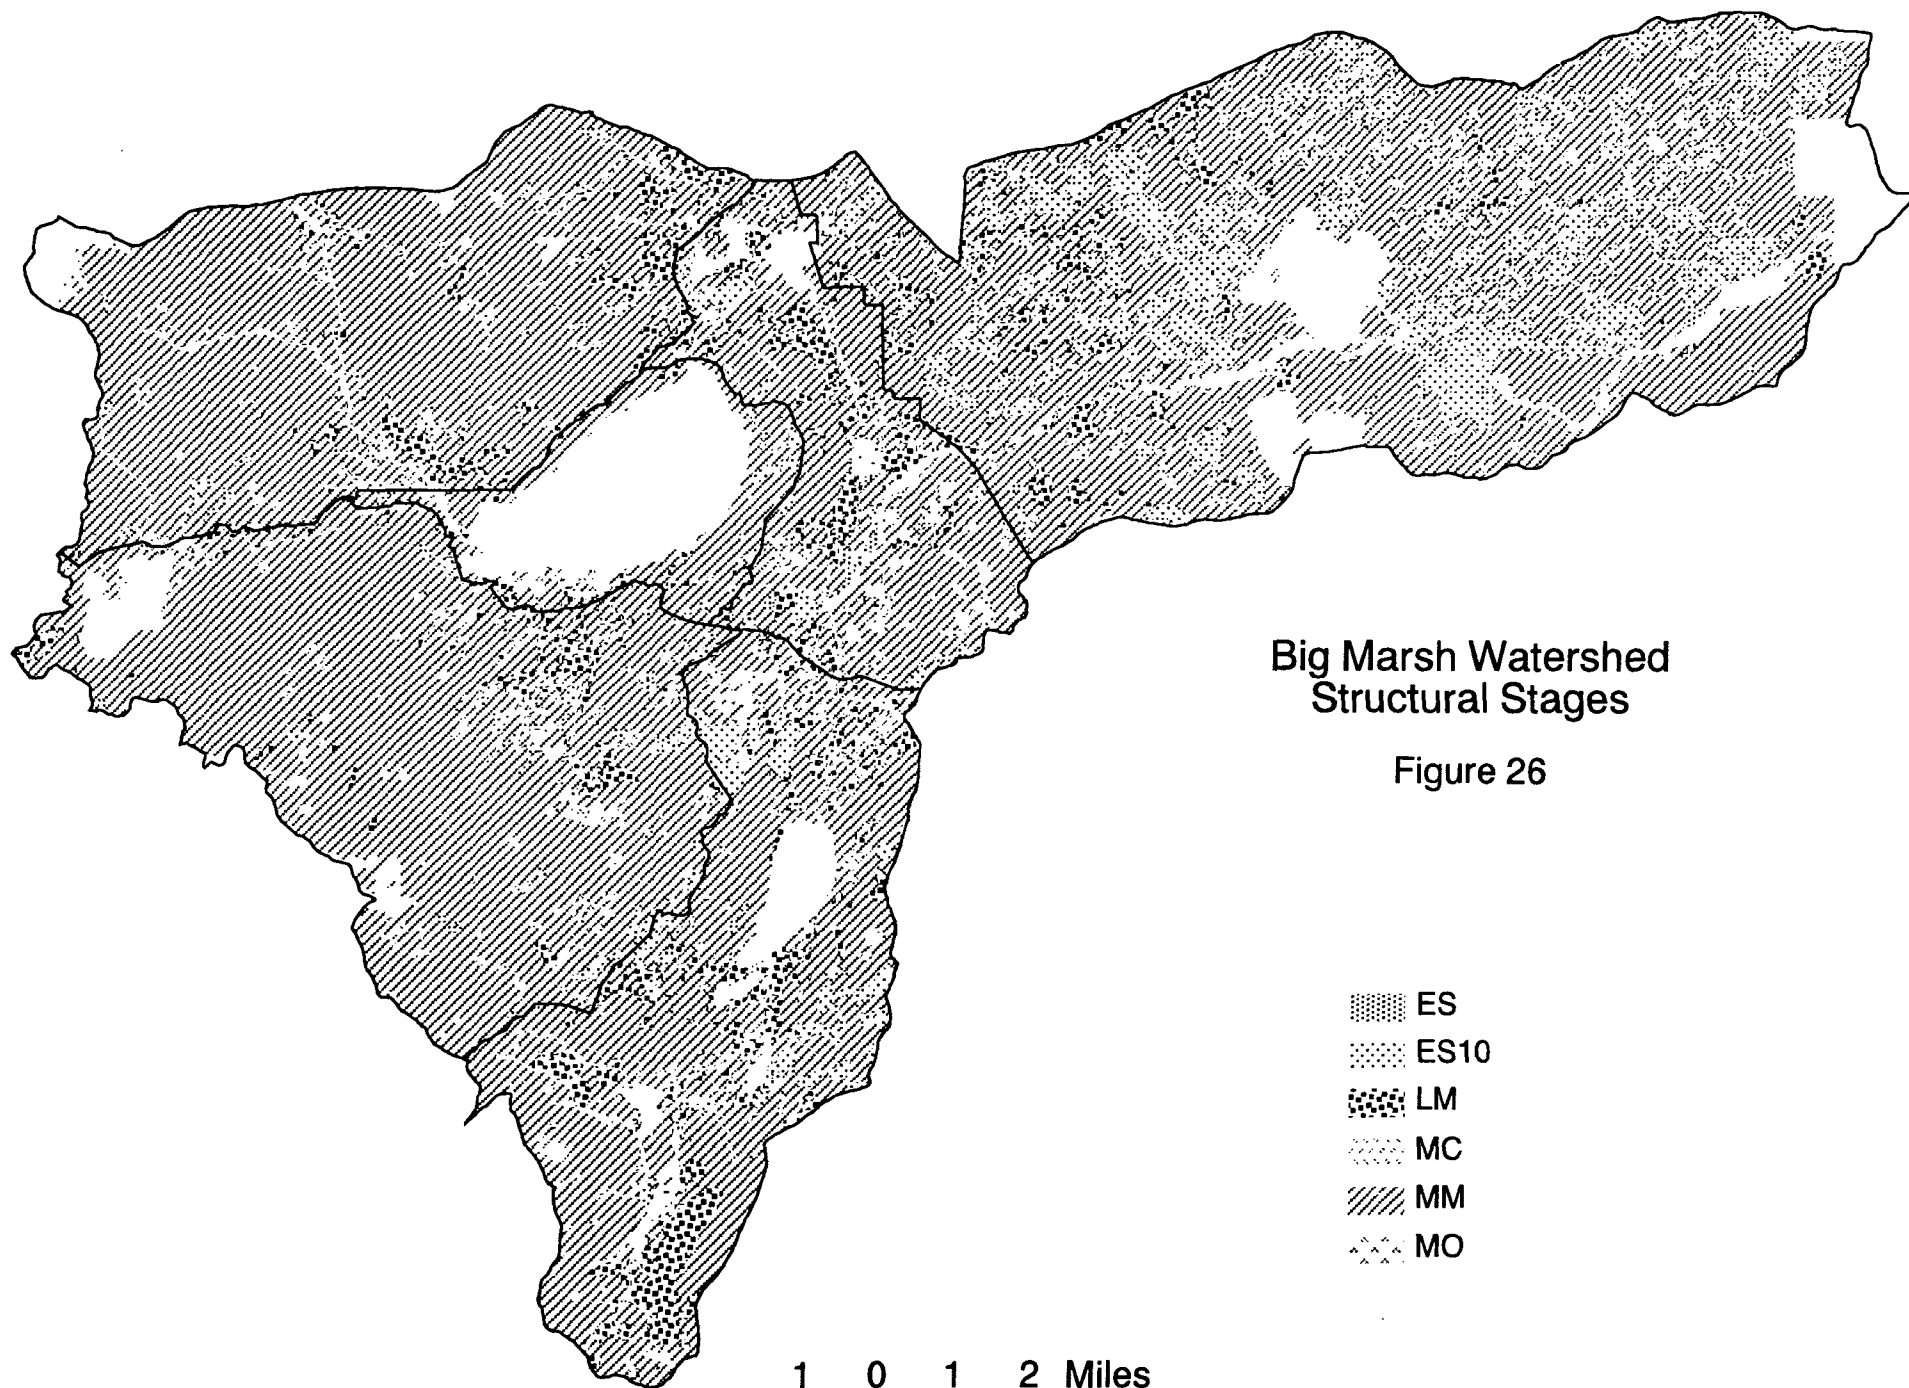 Big Marsh Watershed
Structural Stages
Figure 26
ES
ES10
LM
MC
MM
MO
1 0 1 2 Miles